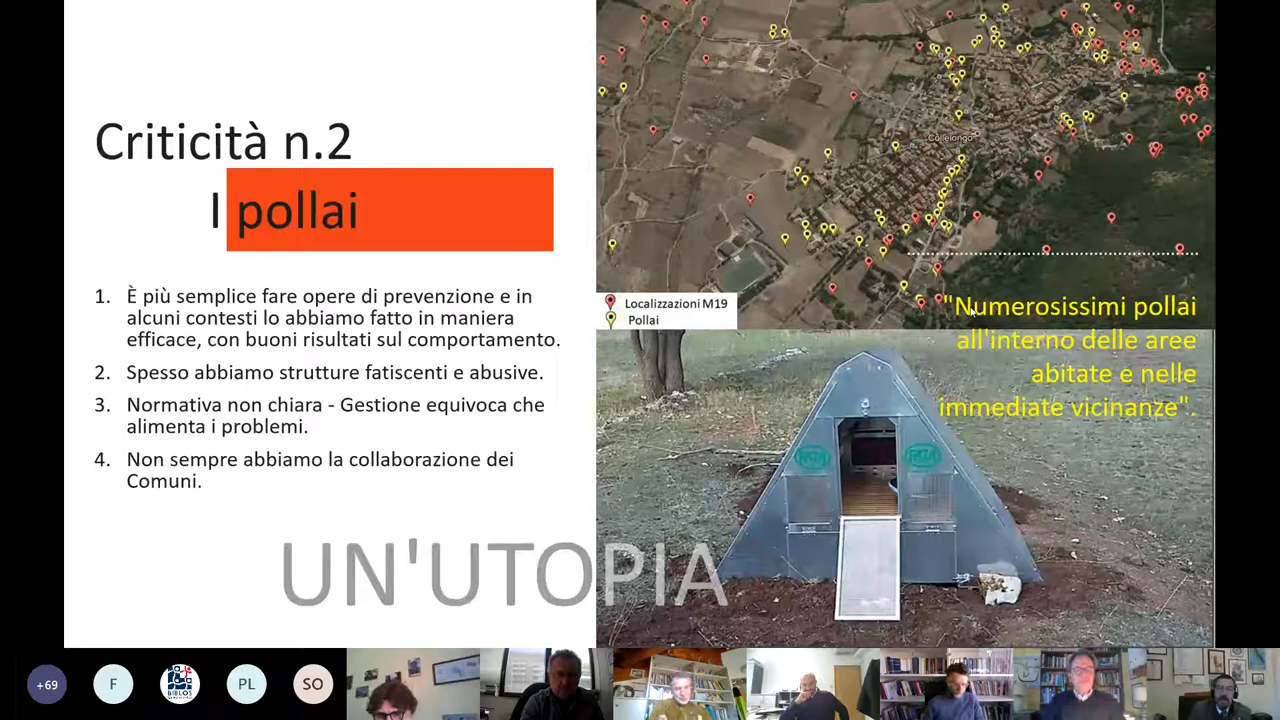 Criticità n.2
I pollai
1. È più semplice fare opere di prevenzione e in
alcuni contesti lo abbiamo fatto in maniera
efficace, con buoni risultati sul comportamento.
2. Spesso abbiamo strutture fatiscenti e abusive.
3. Normativa non chiara - Gestione equivoca che
alimenta i problemi.
4. Non sempre abbiamo la collaborazione dei
Comuni.
UN'UTOPIA
Collelongo
Localizzazioni M19
Pollai
"Numerosissimi pollai
all'interno delle aree
abitate e nelle
immediate vicinanze".
+69
F
BIBLOS
PL
SO